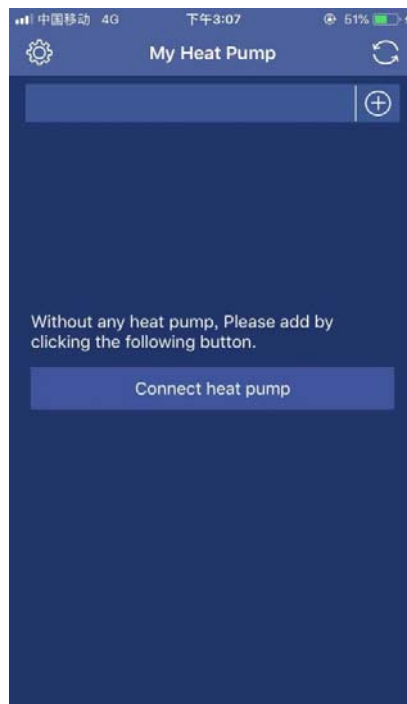 中国移动 4G 下午3:07 51%
My Heat Pump
Without any heat pump, Please add by
clicking the following button.
Connect heat pump